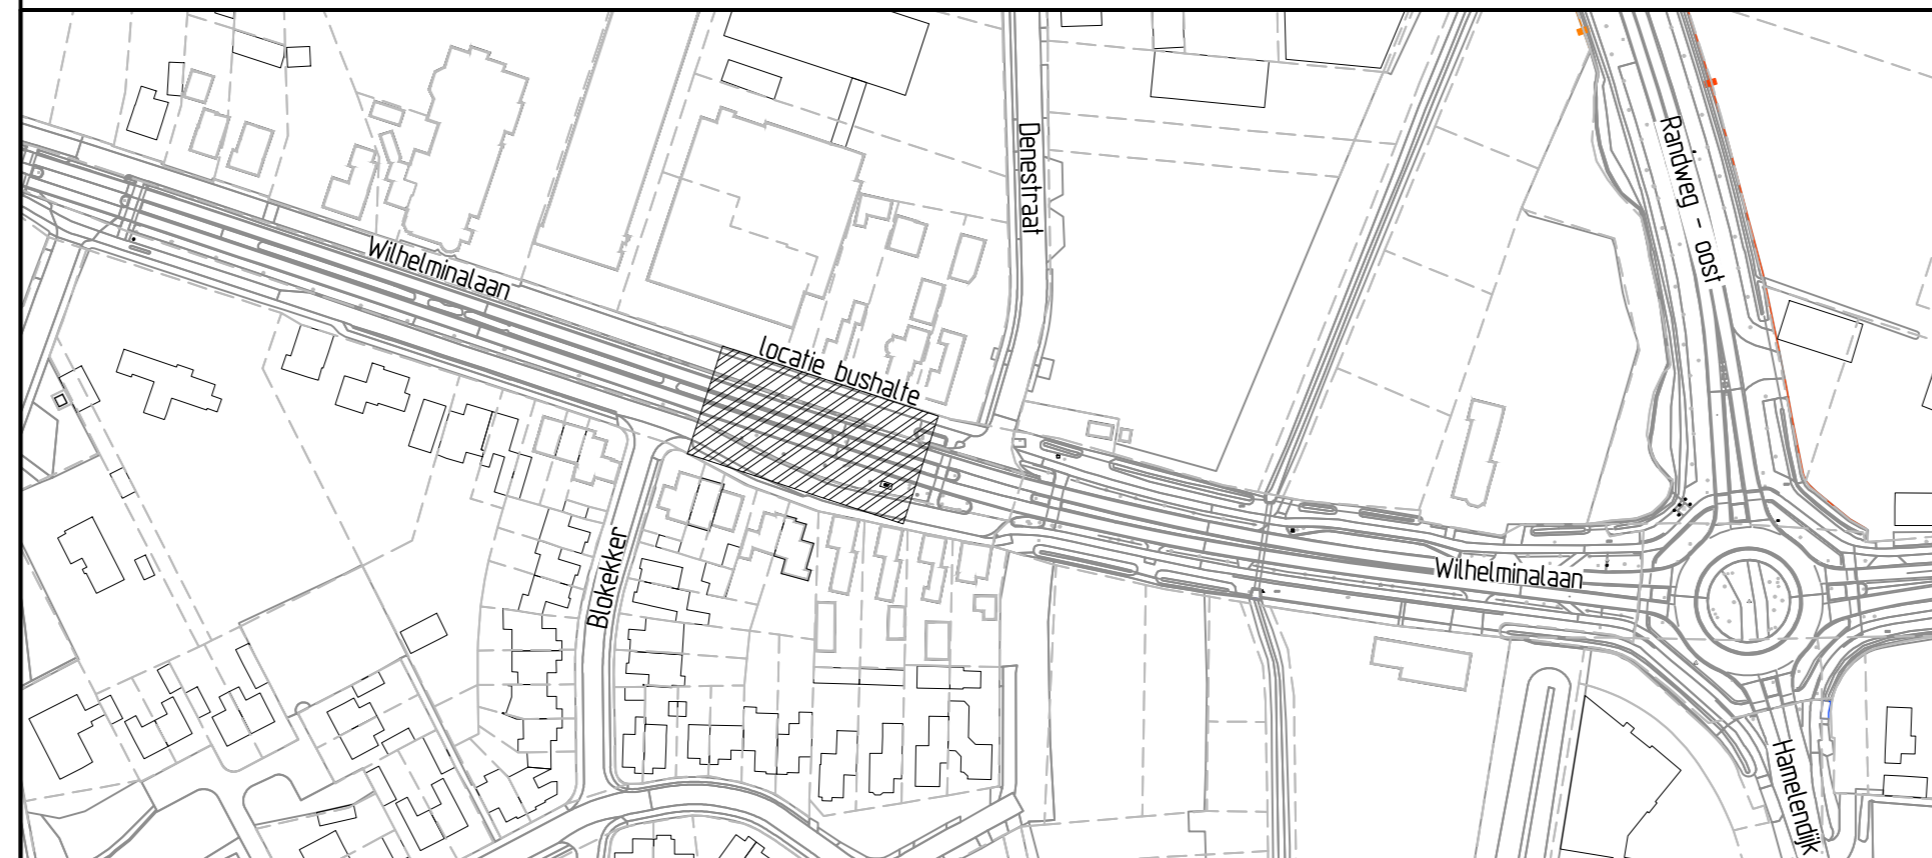 Denestraat
Randweg - oost
Wilhelminalaan
locatie bushalte
Blokekker
Wilhelminalaan
Hamelendijk